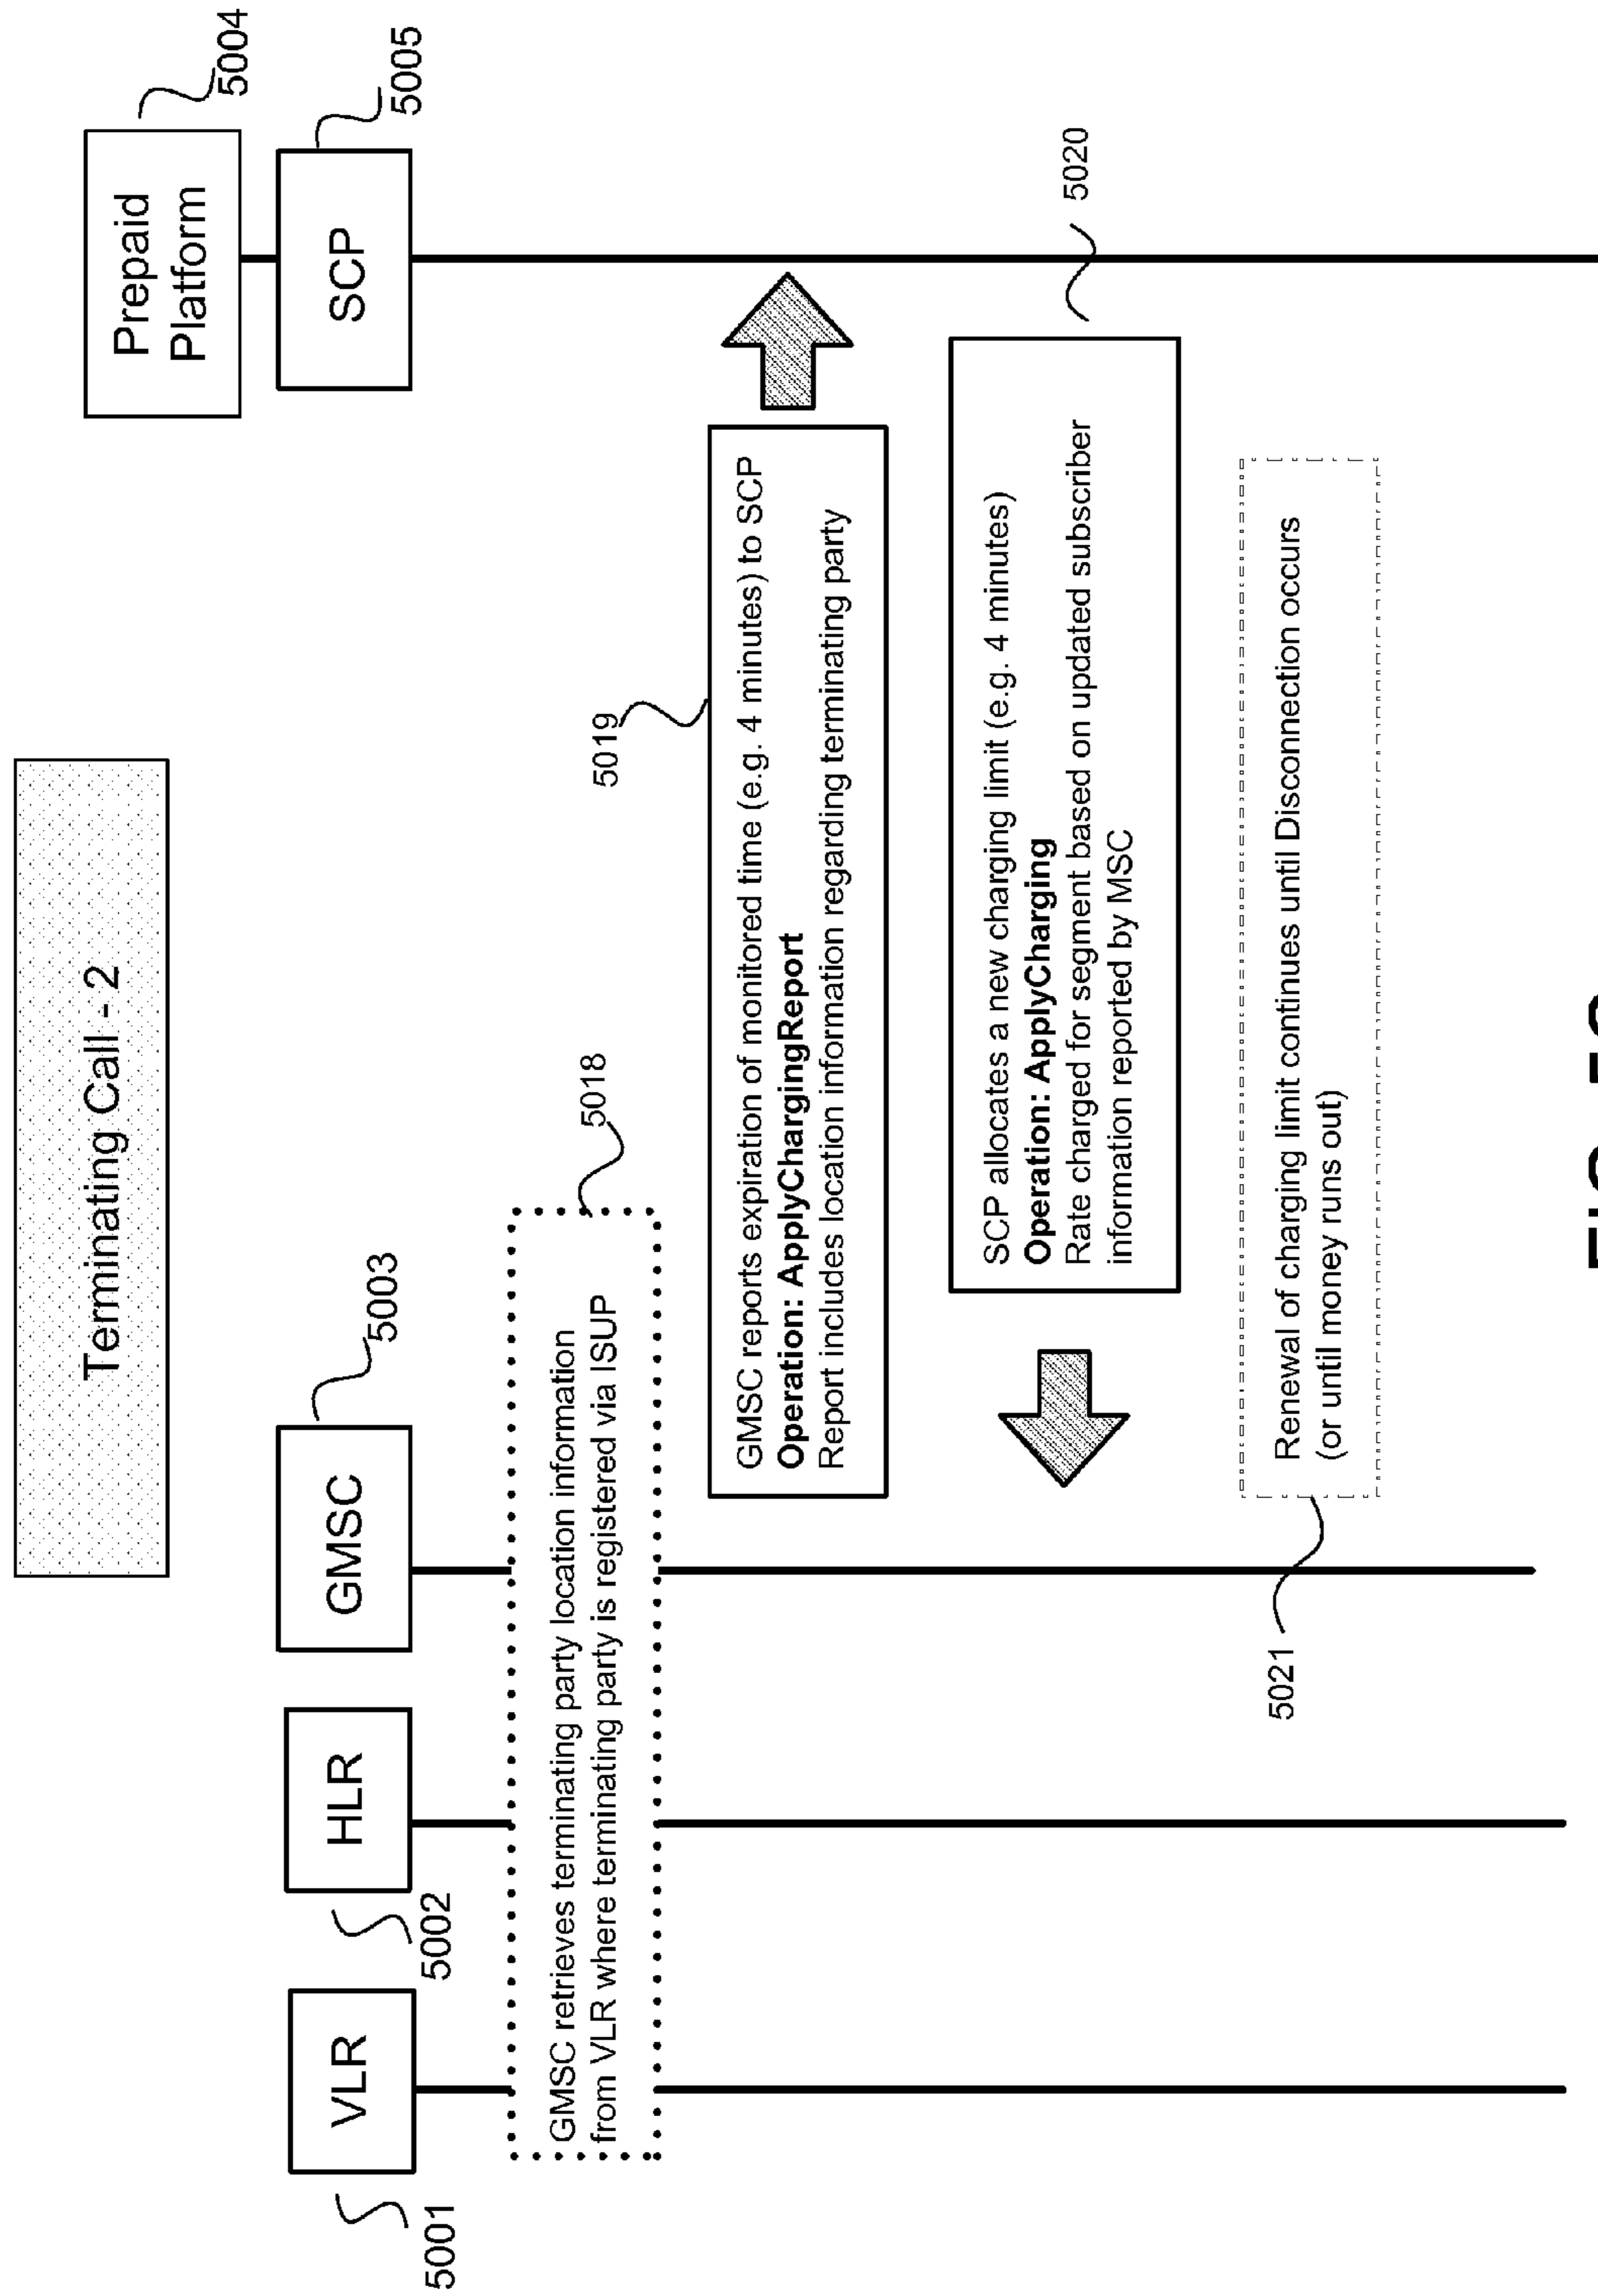 Terminating Call - 2
Prepaid
Platform
5004
VLR
HLR
GMSC
SCP
5001
5002
5003
5005
GMSC retrieves terminating party location information
from VLR where terminating party is registered via ISUP
5018
5019
GMSC reports expiration of monitored time (e.g. 4 minutes) to SCP
Operation: ApplyChargingReport
Report includes location information regarding terminating party
SCP allocates a new charging limit (e.g. 4 minutes)
Operation: ApplyCharging
Rate charged for segment based on updated subscriber
information reported by MSC
5020
Renewal of charging limit continues until Disconnection occurs
(or until money runs out)
5021